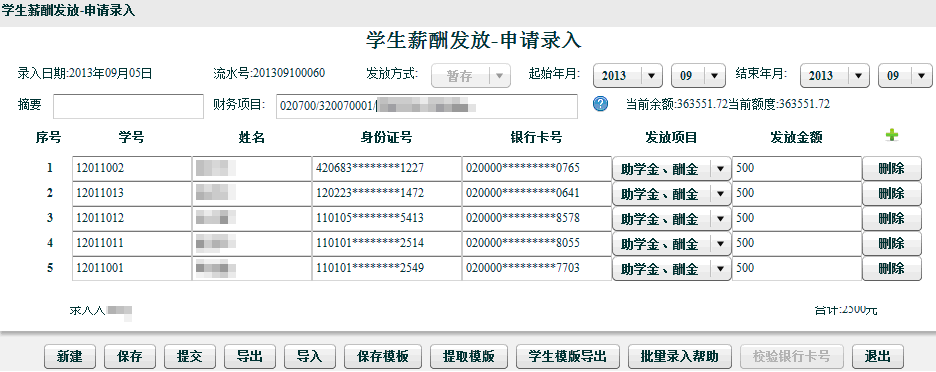 学生薪酬发放-申请录入
学生薪酬发放-申请录入
录入日期:2013年09月05日 流水号:201309100060 发放方式: 暂存 起始年月: 2013 09 结束年月: 2013 09
摘要 财务项目: 020700/320070001/ 当前余额:363551.72当前额度:363551.72
序号 学号 姓名 身份证号 银行卡号 发放项目 发放金额
1 12011002 420683********1227 020000*********0765 助学金、酬金 500 删除
2 12011013 120223********1472 020000*********0641 助学金、酬金 500 删除
3 12011012 110105********5413 020000*********8578 助学金、酬金 500 删除
4 12011011 110101********2514 020000*********8055 助学金、酬金 500 删除
5 12011001 110101********2549 020000*********7703 助学金、酬金 500 删除
录入人 合计:2500元
新建 保存 提交 导出 导入 保存模板 提取模版 学生模版导出 批量录入帮助 校验银行卡号 退出